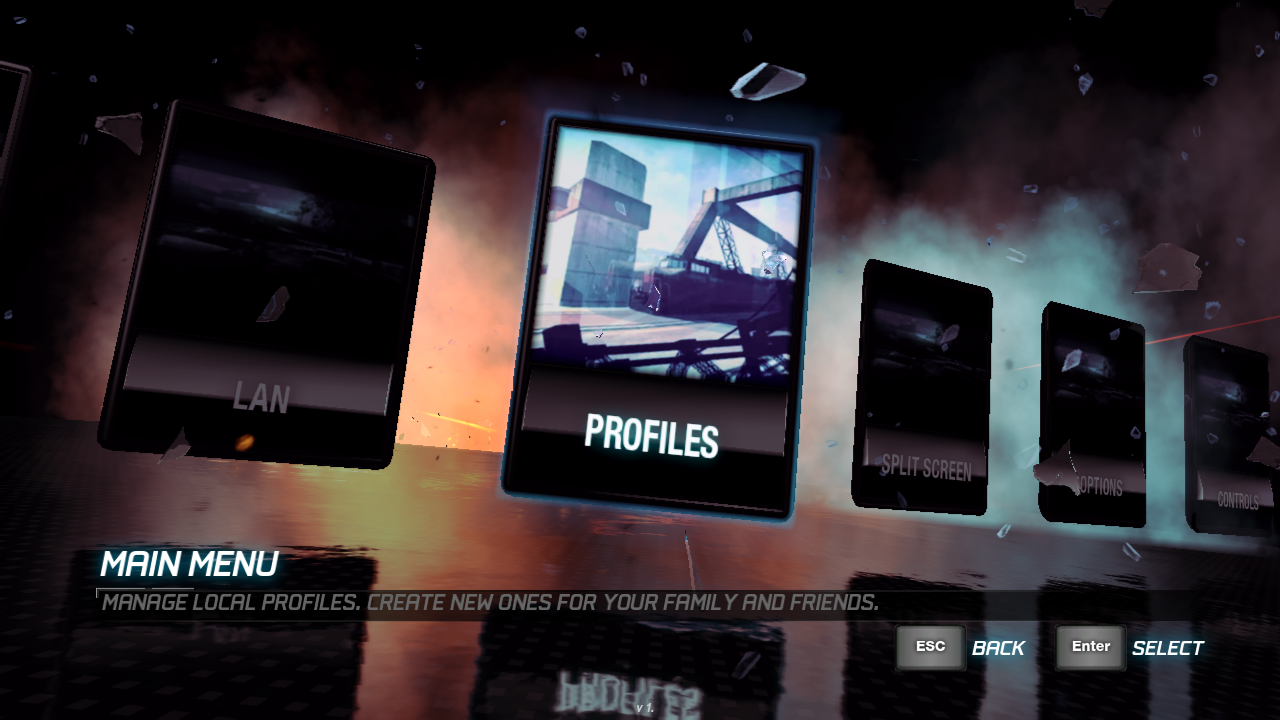 LAN
PROFILES
SPLIT SCREEN
OPTIONS
CONTROLS
MAIN MENU
MANAGE LOCAL PROFILES. CREATE NEW ONES FOR YOUR FAMILY AND FRIENDS.
ESC BACK Enter SELECT
v 1.